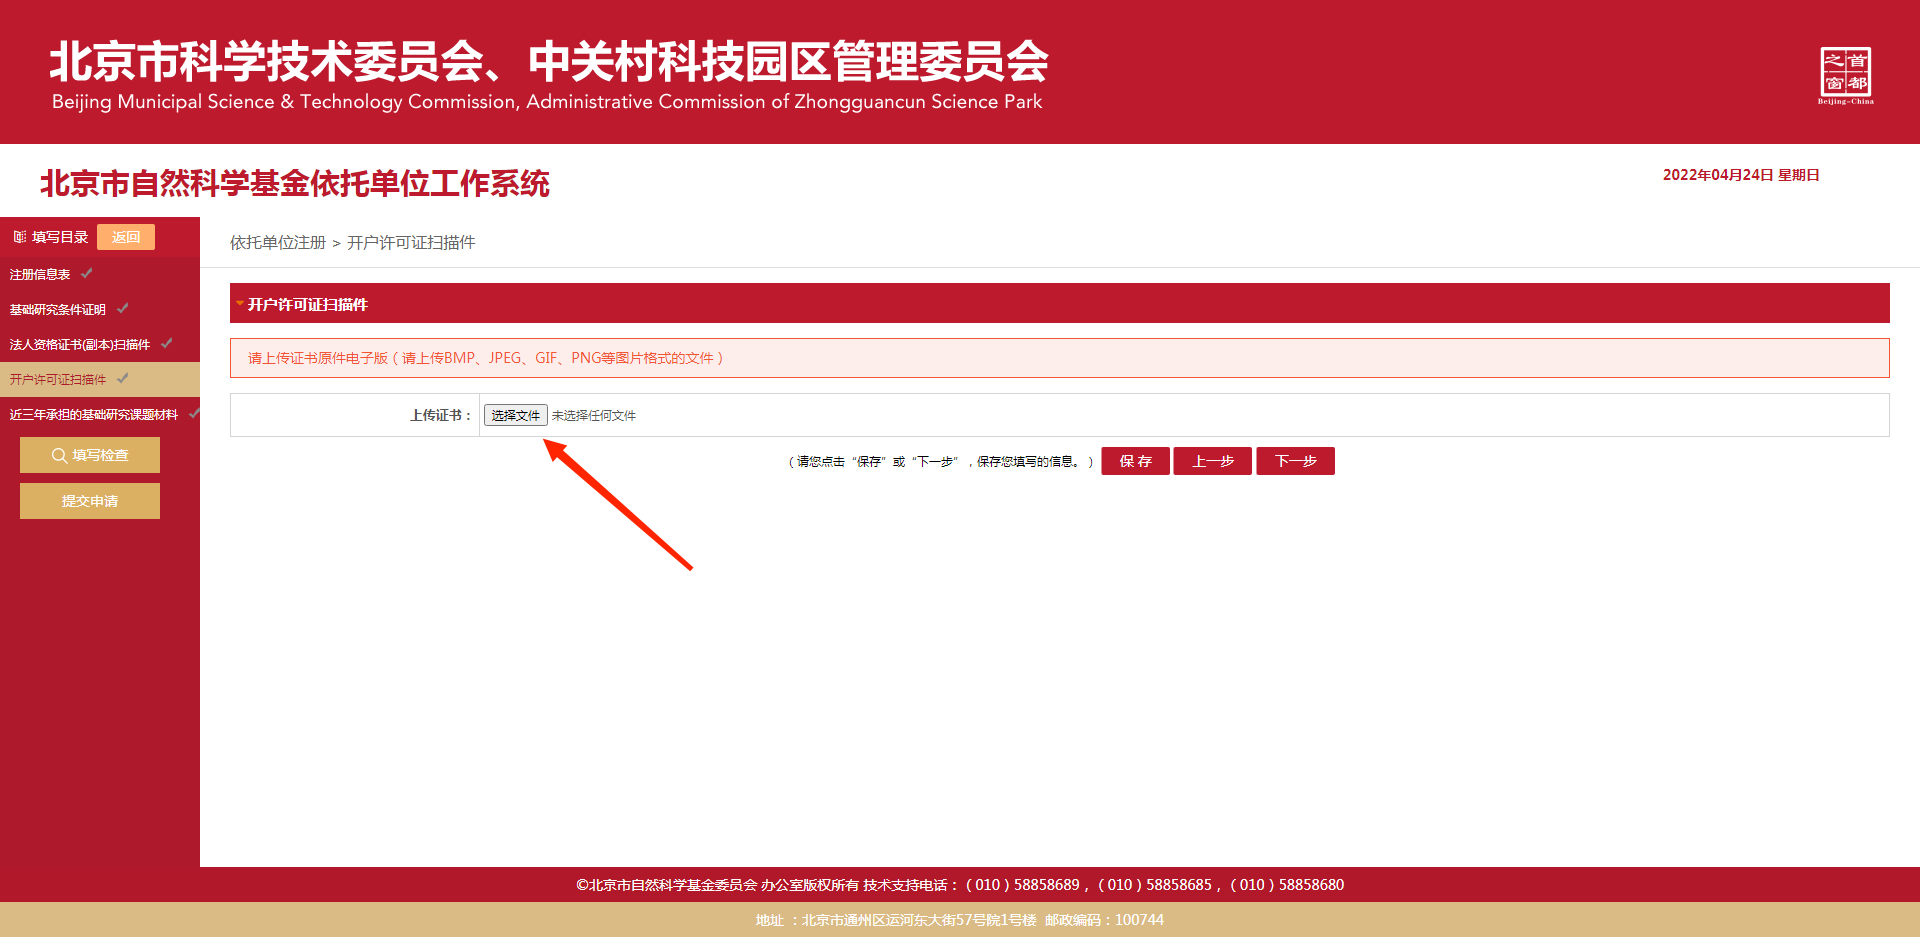 北京市科学技术委员会、中关村科技园区管理委员会
Beijing Municipal Science & Technology Commission, Administrative Commission of Zhongguancun Science Park
首都之窗
Beijing-China
北京市自然科学基金依托单位工作系统
2022年04月24日 星期日
填写目录 返回
注册信息表
基础研究条件证明
法人资格证书(副本)扫描件
开户许可证扫描件
近三年承担的基础研究课题材料
填写检查
提交申请
依托单位注册 > 开户许可证扫描件
开户许可证扫描件
请上传证书原件电子版（请上传BMP、JPEG、GIF、PNG等图片格式的文件）
上传证书： 选择文件 未选择任何文件
（请您点击“保存”或“下一步”，保存您填写的信息。） 保 存 上一步 下一步
©北京市自然科学基金委员会 办公室版权所有 技术支持电话：（010）58858689，（010）58858685，（010）58858680
地址 ：北京市通州区运河东大街57号院1号楼 邮政编码：100744